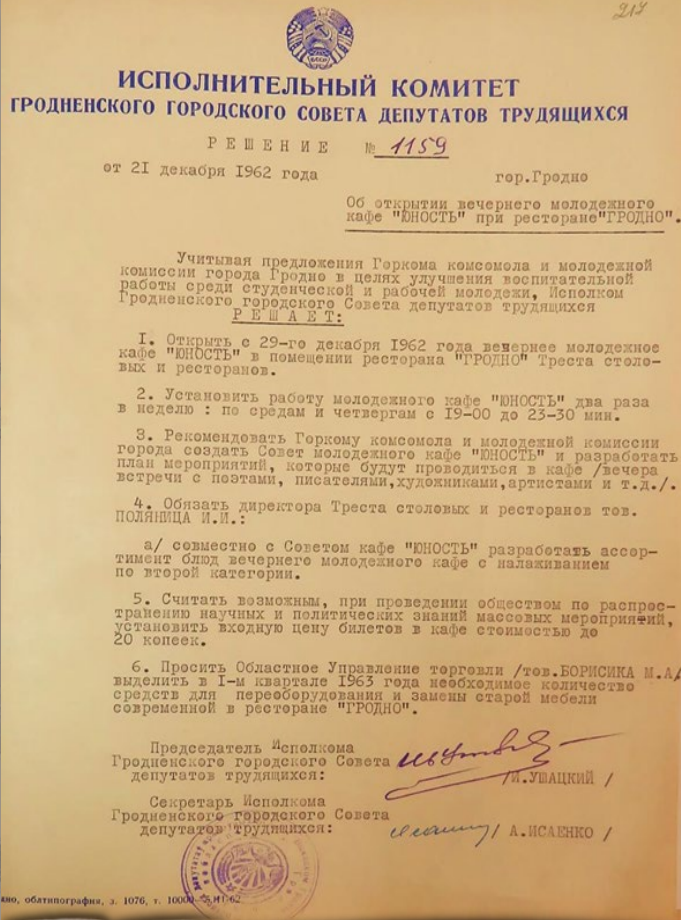 217
БССР
ИСПОЛНИТЕЛЬНЫЙ КОМИТЕТ
ГРОДНЕНСКОГО ГОРОДСКОГО СОВЕТА ДЕПУТАТОВ ТРУДЯЩИХСЯ
РЕШЕНИЕ № 1159
от 21 декабря 1962 года
гор.Гродно
Об открытии вечернего молодежного
кафе "ЮНОСТЬ" при ресторане"ГРОДНО".
Учитывая предложения Горкома комсомола и молодежной
комиссии города Гродно в целях улучшения воспитательной
работы среди студенческой и рабочей молодежи, Исполком
Гродненского городского Совета депутатов трудящихся
РЕШАЕТ:
1. Открыть с 29-го декабря 1962 года вечернее молодежное
кафе "ЮНОСТЬ" в помещении ресторана "ГРОДНО" Треста столо-
вых и ресторанов.
2. Установить работу молодежного кафе "ЮНОСТЬ" два раза
в неделю : по средам и четвергам с 19-00 до 23-30 мин.
3. Рекомендовать Горкому комсомола и молодежной комиссии
города создать Совет молодежного кафе "ЮНОСТЬ" и разработать
план мероприятий, которые будут проводиться в кафе /вечера
встречи с поэтами, писателями,художниками,артистами и т.д./.
4. Обязать директора Треста столовых и ресторанов тов.
ПОЛЯНИЦА И.И.:
а/ совместно с Советом кафе "ЮНОСТЬ" разработать ассор-
тимент блюд вечернего молодежного кафе с налаживанием
по второй категории.
5. Считать возможным, при проведении обществом по распрос-
транению научных и политических знаний массовых мероприятий,
установить входную цену билетов в кафе стоимостью до
20 копеек.
6. Просить Областное Управление торговли /тов.БОРИСИКА М.А/
выделить в I-м квартале 1963 года необходимое количество
средств для переоборудования и замены старой мебели
современной в ресторане "ГРОДНО".
Председатель Исполкома
Гродненского городского Совета
депутатов трудящихся:
/И.УШАЦКИЙ /
Секретарь Исполкома
Гродненского городского Совета
депутатов трудящихся:
/ А.ИСАЕНКО /
но, облтипография, з. 1076, т. 10000